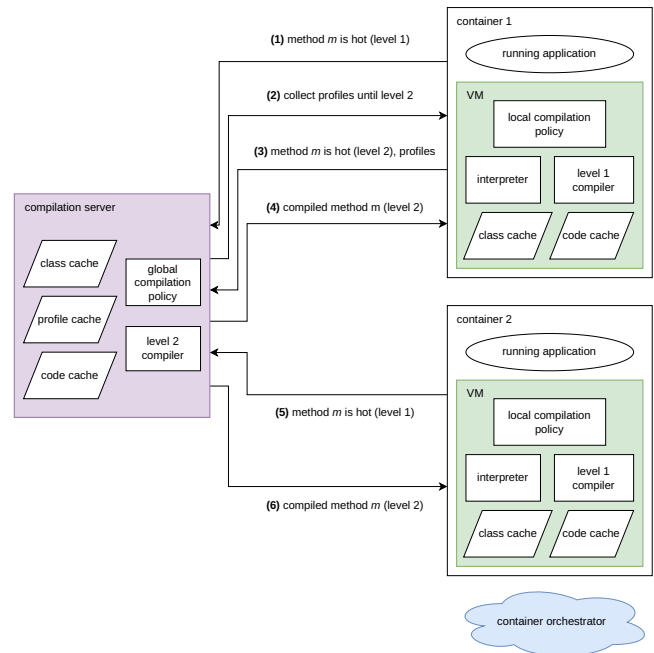 container 1
(1) method m is hot (level 1)
running application
(2) collect profiles until level 2
VM
local compilation
policy
(3) method m is hot (level 2), profiles
interpreter
level 1
compiler
(4) compiled method m (level 2)
class cache
code cache
compilation server
class cache
global
compilation
policy
profile cache
level 2
compiler
code cache
container 2
running application
VM
(5) method m is hot (level 1)
local compilation
policy
interpreter
level 1
compiler
(6) compiled method m (level 2)
class cache
code cache
container orchestrator